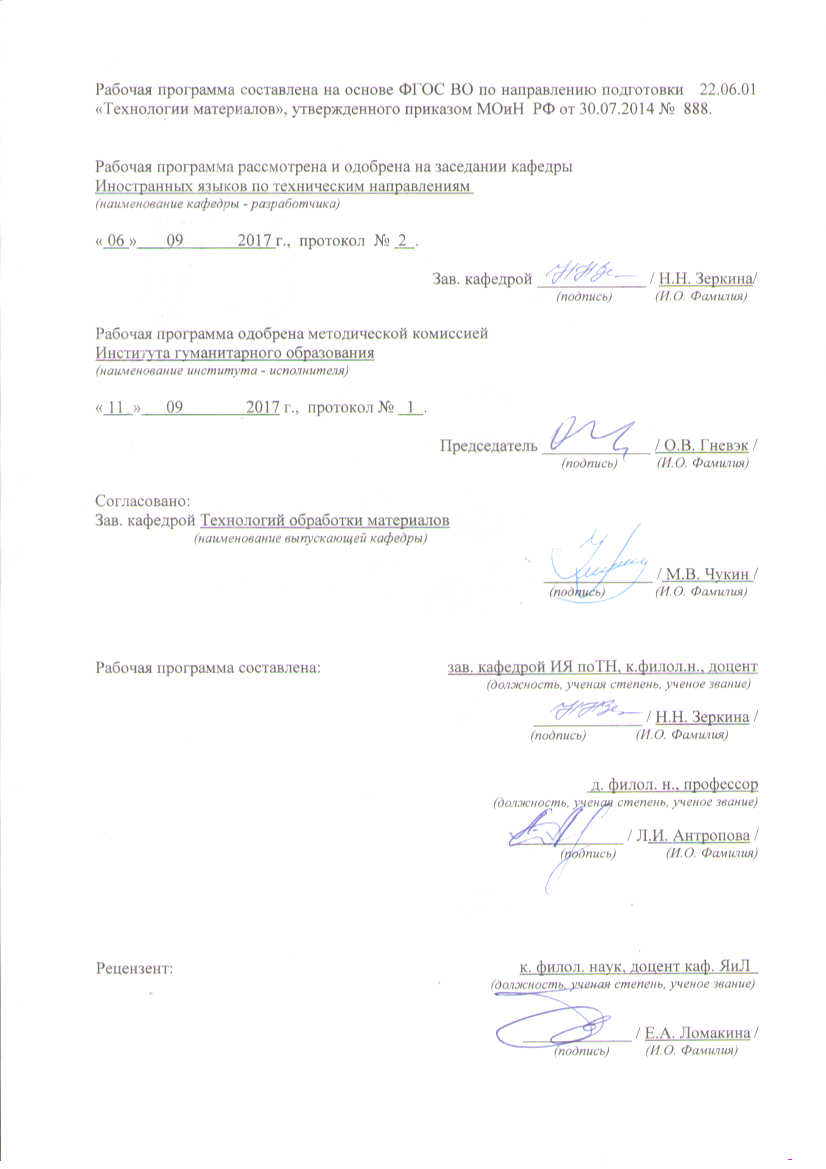 Рабочая программа составлена на основе ФГОС ВО по направлению подготовки 22.06.01
«Технологии материалов», утвержденного приказом МОиН РФ от 30.07.2014 № 888.
Рабочая программа рассмотрена и одобрена на заседании кафедры
Иностранных языков по техническим направлениям
(наименование кафедры - разработчика)
« 06 » 09 2017 г., протокол № 2 .
Зав. кафедрой ____________ / Н.Н. Зеркина/
(подпись) (И.О. Фамилия)
Рабочая программа одобрена методической комиссией
Института гуманитарного образования
(наименование института - исполнителя)
« 11 » 09 2017 г., протокол № 1 .
Председатель ____________ / О.В. Гневэк /
(подпись) (И.О. Фамилия)
Согласовано:
Зав. кафедрой Технологий обработки материалов
(наименование выпускающей кафедры)
____________ / М.В. Чукин /
(подпись) (И.О. Фамилия)
Рабочая программа составлена: зав. кафедрой ИЯ поТН, к.филол.н., доцент
(должность, ученая степень, ученое звание)
____________ / Н.Н. Зеркина /
(подпись) (И.О. Фамилия)
д. филол. н., профессор
(должность, ученая степень, ученое звание)
____________ / Л.И. Антропова /
(подпись) (И.О. Фамилия)
Рецензент: к. филол. наук, доцент каф. ЯиЛ
(должность, ученая степень, ученое звание)
____________ / Е.А. Ломакина /
(подпись) (И.О. Фамилия)